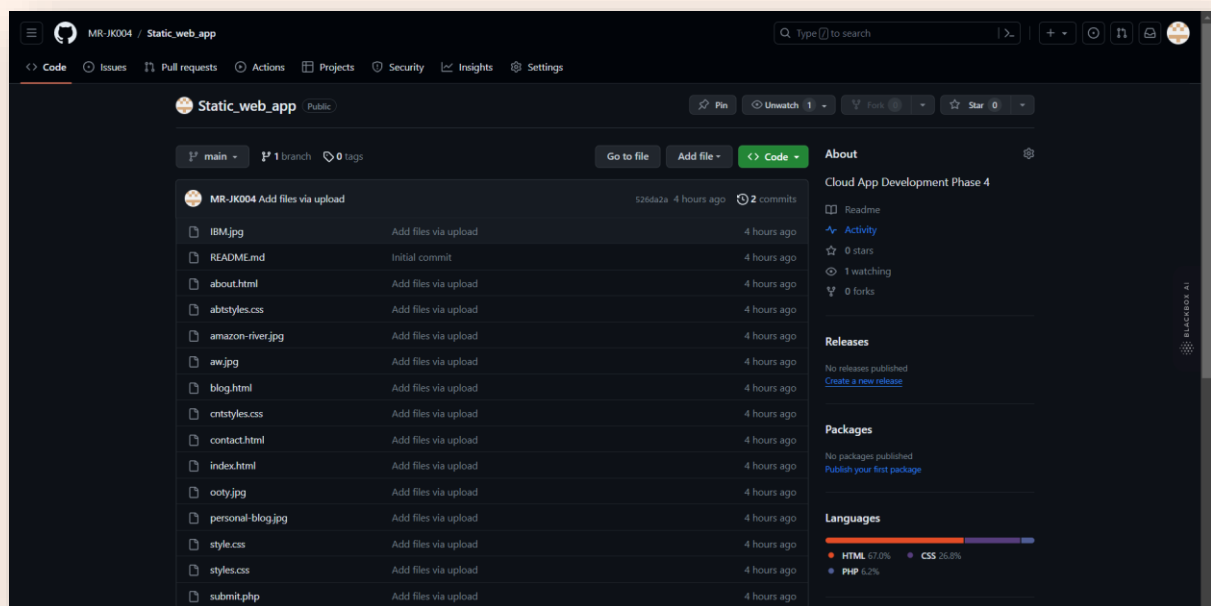 MR-JK004 / Static_web_app
Type / to search
Code Issues Pull requests Actions Projects Security Insights Settings
Static_web_app Public
Pin Unwatch 1 Fork 0 Star 0
main 1 branch 0 tags Go to file Add file Code
MR-JK004 Add files via upload 526da2a 4 hours ago 2 commits
IBM.jpg Add files via upload 4 hours ago
README.md Initial commit 4 hours ago
about.html Add files via upload 4 hours ago
abtstyles.css Add files via upload 4 hours ago
amazon-river.jpg Add files via upload 4 hours ago
aw.jpg Add files via upload 4 hours ago
blog.html Add files via upload 4 hours ago
cntstyles.css Add files via upload 4 hours ago
contact.html Add files via upload 4 hours ago
index.html Add files via upload 4 hours ago
ooty.jpg Add files via upload 4 hours ago
personal-blog.jpg Add files via upload 4 hours ago
style.css Add files via upload 4 hours ago
styles.css Add files via upload 4 hours ago
submit.php Add files via upload 4 hours ago
About
Cloud App Development Phase 4
Readme
Activity
0 stars
1 watching
0 forks
Releases
No releases published
Create a new release
Packages
No packages published
Publish your first package
Languages
HTML 67.0% CSS 26.8%
PHP 6.2%
BLACKBOX AI